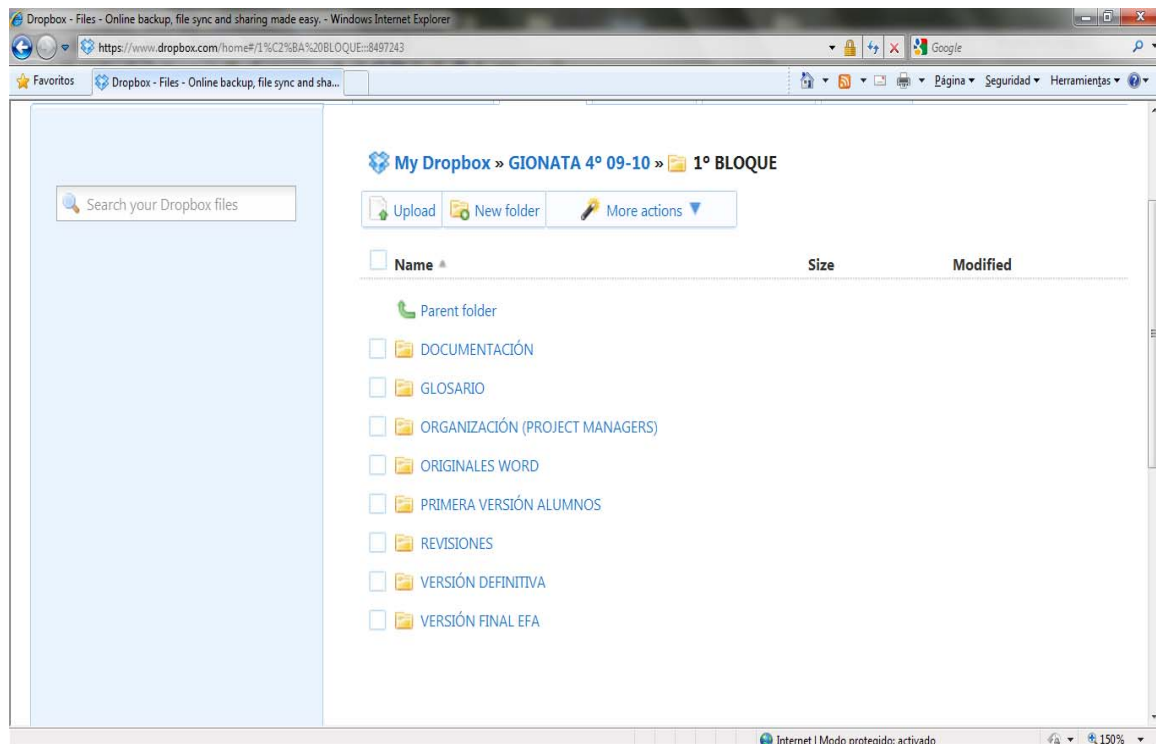 Dropbox - Files - Online backup, file sync and sharing made easy. - Windows Internet Explorer
https://www.dropbox.com/home#/1%C2%BA%20BLOQUE:::8497243
Google
Favoritos
Dropbox - Files - Online backup, file sync and sha...
Página Seguridad Herramientas
My Dropbox » GIONATA 4º 09-10 » 1º BLOQUE
Search your Dropbox files
Upload New folder More actions
Name Size Modified
Parent folder
DOCUMENTACIÓN
GLOSARIO
ORGANIZACIÓN (PROJECT MANAGERS)
ORIGINALES WORD
PRIMERA VERSIÓN ALUMNOS
REVISIONES
VERSIÓN DEFINITIVA
VERSIÓN FINAL EFA
Internet | Modo protegido: activado 150%